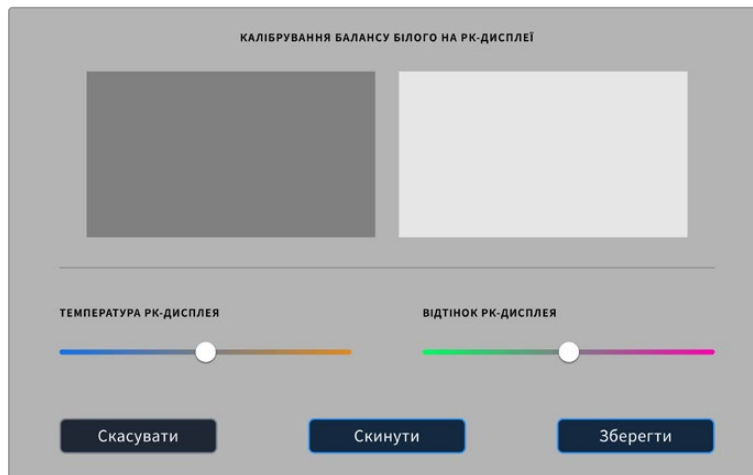 КАЛІБРУВАННЯ БАЛАНСУ БІЛОГО НА РК-ДИСПЛЕЇ
ТЕМПЕРАТУРА РК-ДИСПЛЕЯ
ВІДТІНОК РК-ДИСПЛЕЯ
Скасувати
Скинути
Зберегти